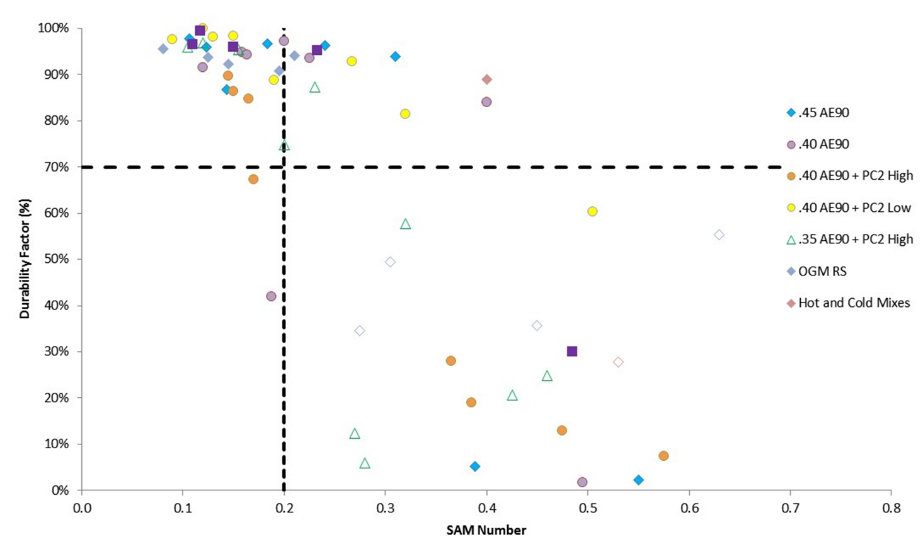 100%
90%
80%
70%
60%
50%
40%
30%
20%
10%
0%
Durability Factor (%)
0.0 0.1 0.2 0.3 0.4 0.5 0.6 0.7 0.8
SAM Number
.45 AE90
.40 AE90
.40 AE90 + PC2 High
.40 AE90 + PC2 Low
.35 AE90 + PC2 High
OGM RS
Hot and Cold Mixes